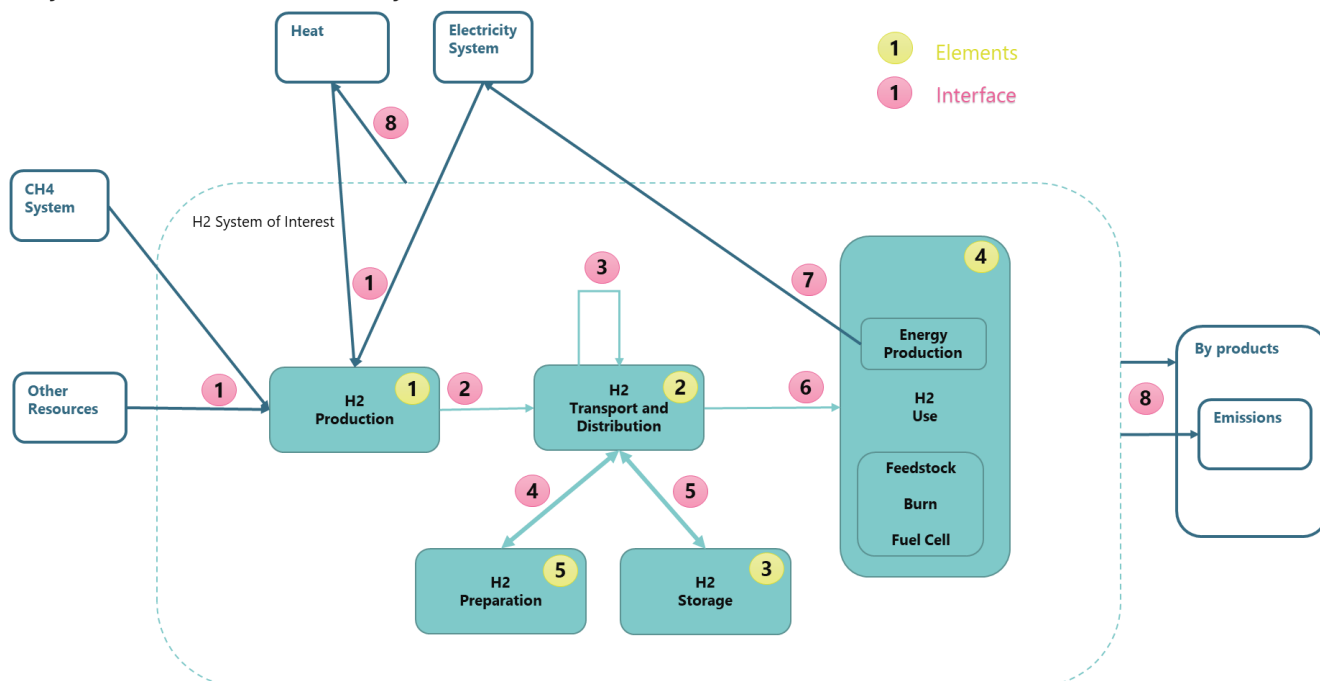 Heat
Electricity
System
1
Elements
1
Interface
8
CH4
System
H2 System of Interest
4
3
7
1
Energy
Production
By products
Other
Resources
1
H2
Production
1
2
H2
Transport and
Distribution
2
6
H2
Use
8
Emissions
Feedstock
Burn
Fuel Cell
4
5
H2
Preparation
5
H2
Storage
3